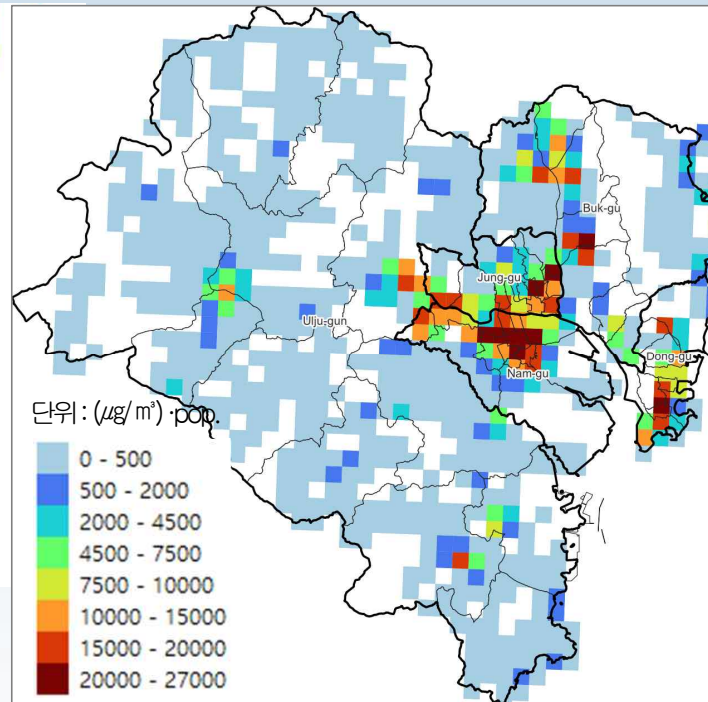 Buk-gu
Jung-gu
Ulju-gun
Dong-gu
Nam-gu
단위 : (㎍/㎥)·pop.
0 - 500
500 - 2000
2000 - 4500
4500 - 7500
7500 - 10000
10000 - 15000
15000 - 20000
20000 - 27000